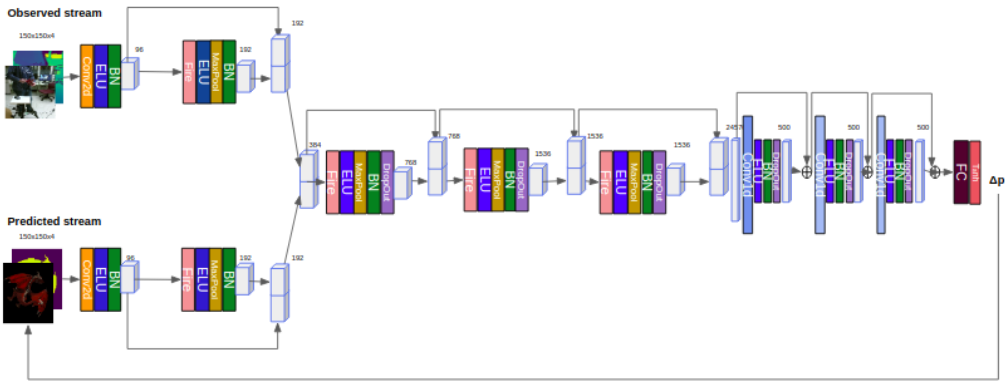 Observed stream
150x150x4
Conv2d
ELU
BN
96
Fire
ELU
MaxPool
BN
192
192
384
Fire
ELU
MaxPool
BN
DropOut
768
768
Fire
ELU
MaxPool
BN
DropOut
1536
1536
Fire
ELU
MaxPool
BN
DropOut
1536
Conv1d
ELU
BN
DropOut
500
Conv1d
ELU
BN
DropOut
500
Conv1d
ELU
BN
DropOut
500
FC
TanH
Δp
Predicted stream
150x150x4
Conv2d
ELU
BN
96
Fire
ELU
MaxPool
BN
192
192